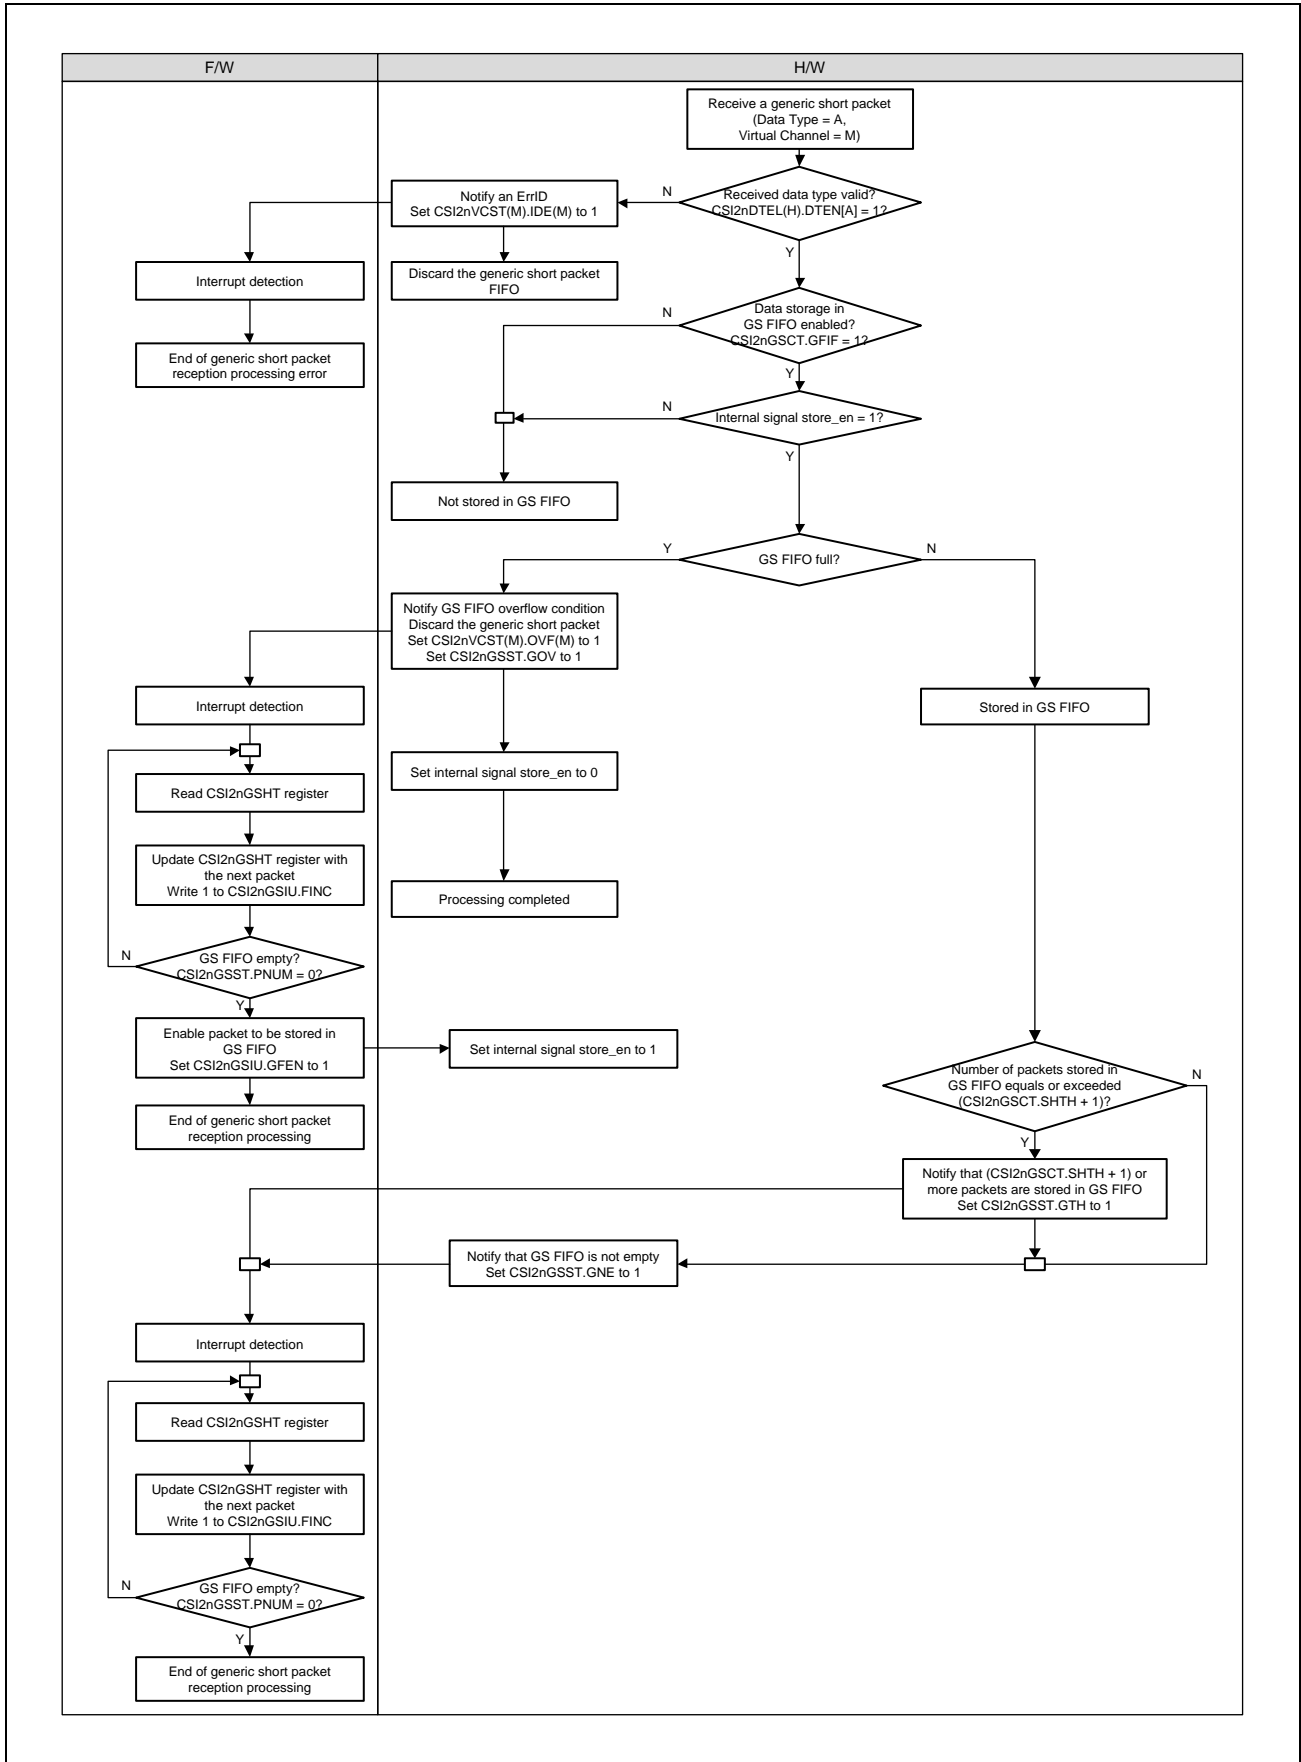 F/W
H/W
Receive a generic short packet
(Data Type = A,
Virtual Channel = M)
Received data type valid?
CSI2nDTEL(H).DTEN[A] = 1?
N
Y
Notify an ErrID
Set CSI2nVCST(M).IDE(M) to 1
Discard the generic short packet
FIFO
Interrupt detection
End of generic short packet
reception processing error
Data storage in
GS FIFO enabled?
CSI2nGSCT.GFIF = 1?
N
Y
Internal signal store_en = 1?
N
Y
Not stored in GS FIFO
GS FIFO full?
Y
N
Notify GS FIFO overflow condition
Discard the generic short packet
Set CSI2nVCST(M).OVF(M) to 1
Set CSI2nGSST.GOV to 1
Interrupt detection
Stored in GS FIFO
Set internal signal store_en to 0
Read CSI2nGSHT register
Update CSI2nGSHT register with
the next packet
Write 1 to CSI2nGSIU.FINC
Processing completed
GS FIFO empty?
CSI2nGSST.PNUM = 0?
N
Y
Enable packet to be stored in
GS FIFO
Set CSI2nGSIU.GFEN to 1
Set internal signal store_en to 1
End of generic short packet
reception processing
Number of packets stored in
GS FIFO equals or exceeded
(CSI2nGSCT.SHTH + 1)?
N
Y
Notify that (CSI2nGSCT.SHTH + 1) or
more packets are stored in GS FIFO
Set CSI2nGSST.GTH to 1
Notify that GS FIFO is not empty
Set CSI2nGSST.GNE to 1
Interrupt detection
Read CSI2nGSHT register
Update CSI2nGSHT register with
the next packet
Write 1 to CSI2nGSIU.FINC
GS FIFO empty?
CSI2nGSST.PNUM = 0?
N
Y
End of generic short packet
reception processing